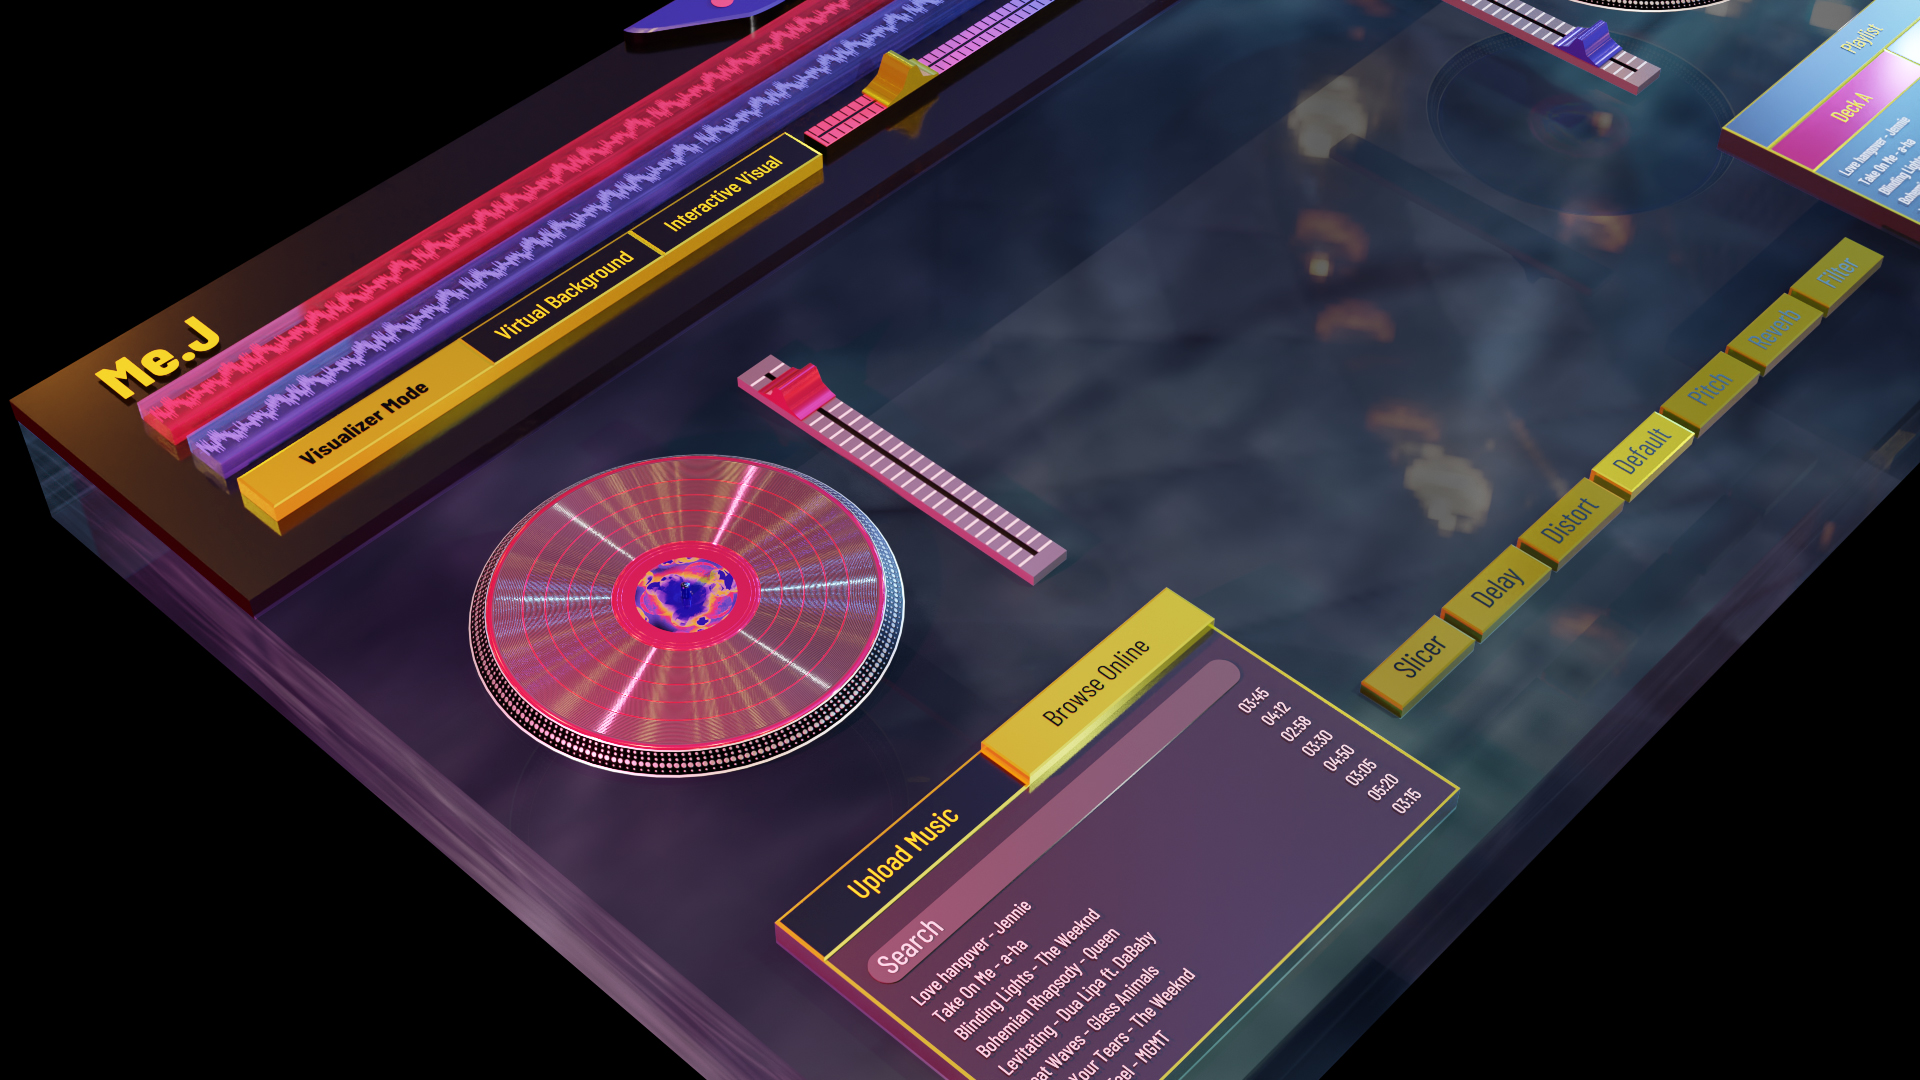 Me.J
Visualizer Mode
Virtual Background
Interactive Visual
Playlist
Deck A
Love hangover - Jennie
Take On Me - a-ha
Filter
Reverb
Pitch
Default
Distort
Delay
Slicer
Browse Online
Upload Music
Search
Love hangover - Jennie
03:45
Take On Me - a-ha
04:12
Blinding Lights - The Weeknd
02:58
Bohemian Rhapsody - Queen
03:30
Levitating - Dua Lipa ft. DaBaby
04:50
Waves - Glass Animals
03:05
Your Tears - The Weeknd
05:20
- MGMT
03:15